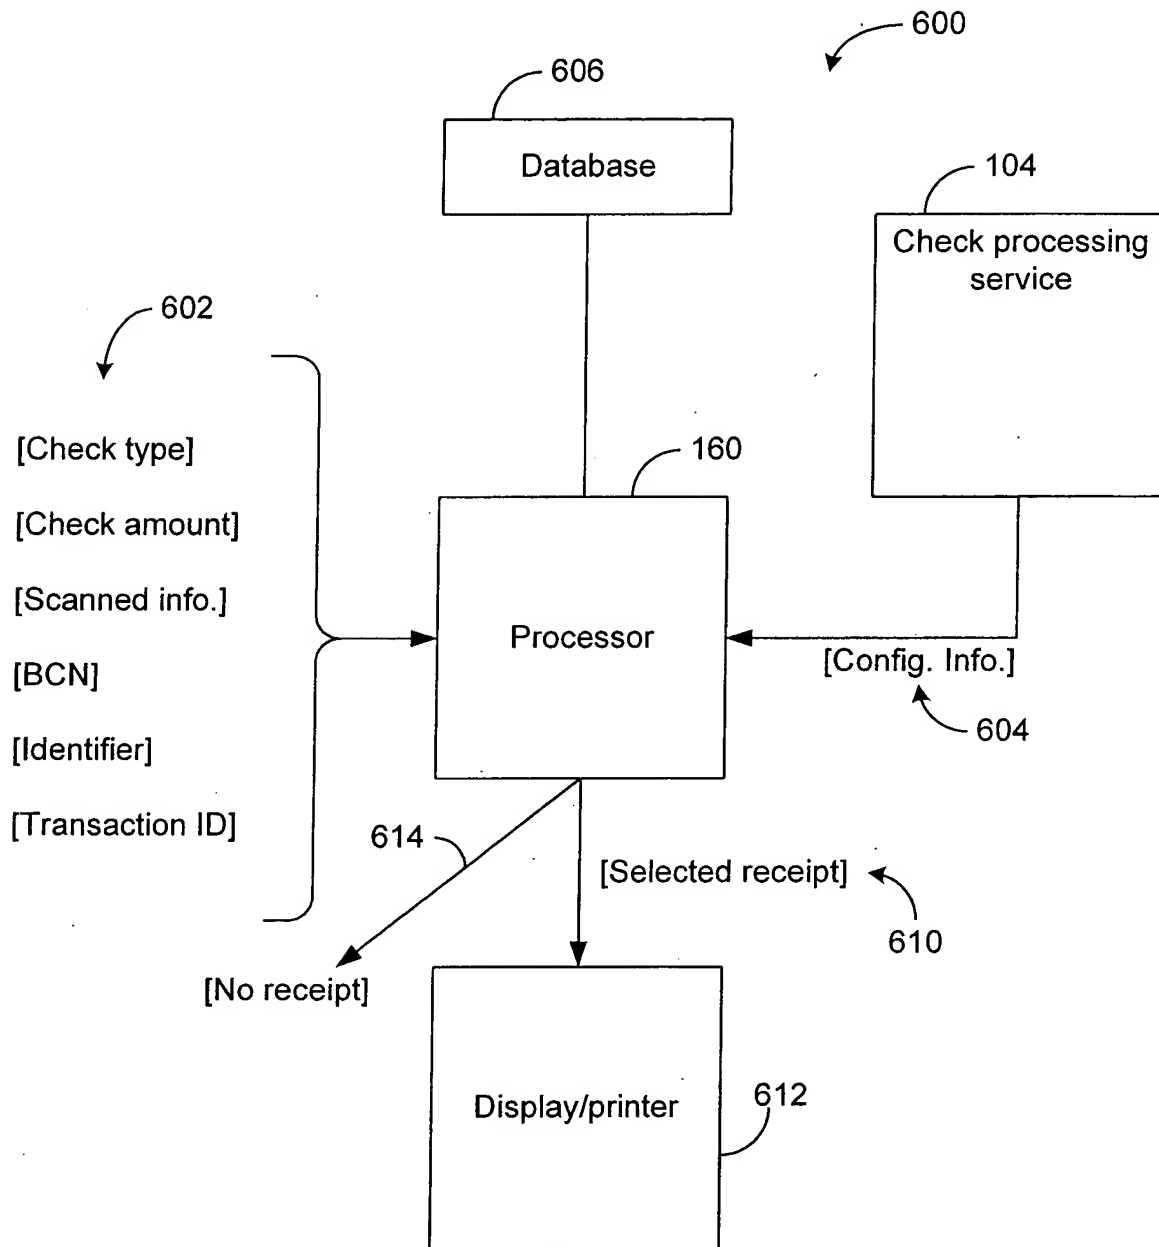 600
606
Database
104
Check processing
service
602
[Check type]
160
[Check amount]
[Scanned info.]
Processor
[Config. Info.]
[BCN]
604
[Identifier]
[Transaction ID]
614
[Selected receipt]
610
[No receipt]
Display/printer
612